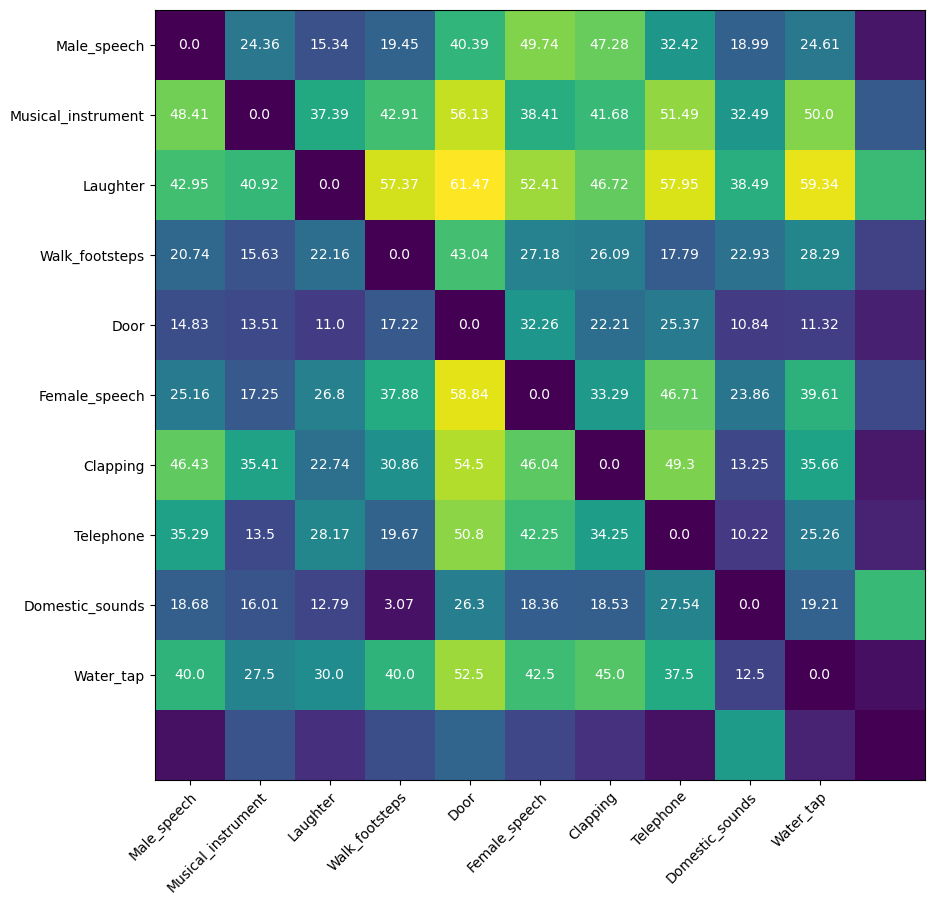 Male_speech 0.0 24.36 15.34 19.45 40.39 49.74 47.28 32.42 18.99 24.61
Musical_instrument 48.41 0.0 37.39 42.91 56.13 38.41 41.68 51.49 32.49 50.0
Laughter 42.95 40.92 0.0 57.37 61.47 52.41 46.72 57.95 38.49 59.34
Walk_footsteps 20.74 15.63 22.16 0.0 43.04 27.18 26.09 17.79 22.93 28.29
Door 14.83 13.51 11.0 17.22 0.0 32.26 22.21 25.37 10.84 11.32
Female_speech 25.16 17.25 26.8 37.88 58.84 0.0 33.29 46.71 23.86 39.61
Clapping 46.43 35.41 22.74 30.86 54.5 46.04 0.0 49.3 13.25 35.66
Telephone 35.29 13.5 28.17 19.67 50.8 42.25 34.25 0.0 10.22 25.26
Domestic_sounds 18.68 16.01 12.79 3.07 26.3 18.36 18.53 27.54 0.0 19.21
Water_tap 40.0 27.5 30.0 40.0 52.5 42.5 45.0 37.5 12.5 0.0
Male_speech Musical_instrument Laughter Walk_footsteps Door Female_speech Clapping Telephone Domestic_sounds Water_tap